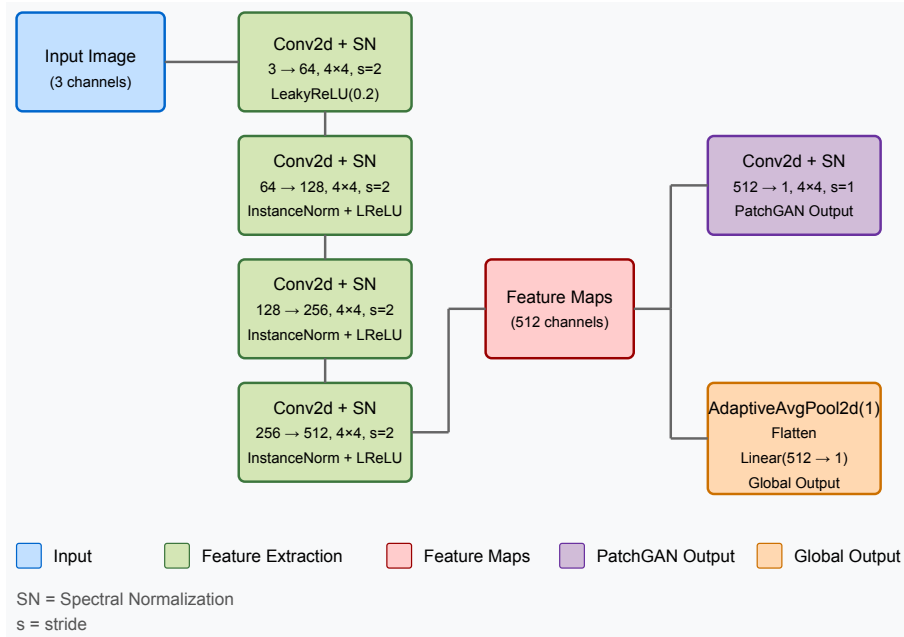 Input Image
(3 channels)
Conv2d + SN
3 → 64, 4×4, s=2
LeakyReLU(0.2)
Conv2d + SN
64 → 128, 4×4, s=2
InstanceNorm + LReLU
Conv2d + SN
128 → 256, 4×4, s=2
InstanceNorm + LReLU
Conv2d + SN
256 → 512, 4×4, s=2
InstanceNorm + LReLU
Feature Maps
(512 channels)
Conv2d + SN
512 → 1, 4×4, s=1
PatchGAN Output
AdaptiveAvgPool2d(1)
Flatten
Linear(512 → 1)
Global Output
Input
Feature Extraction
Feature Maps
PatchGAN Output
Global Output
SN = Spectral Normalization
s = stride